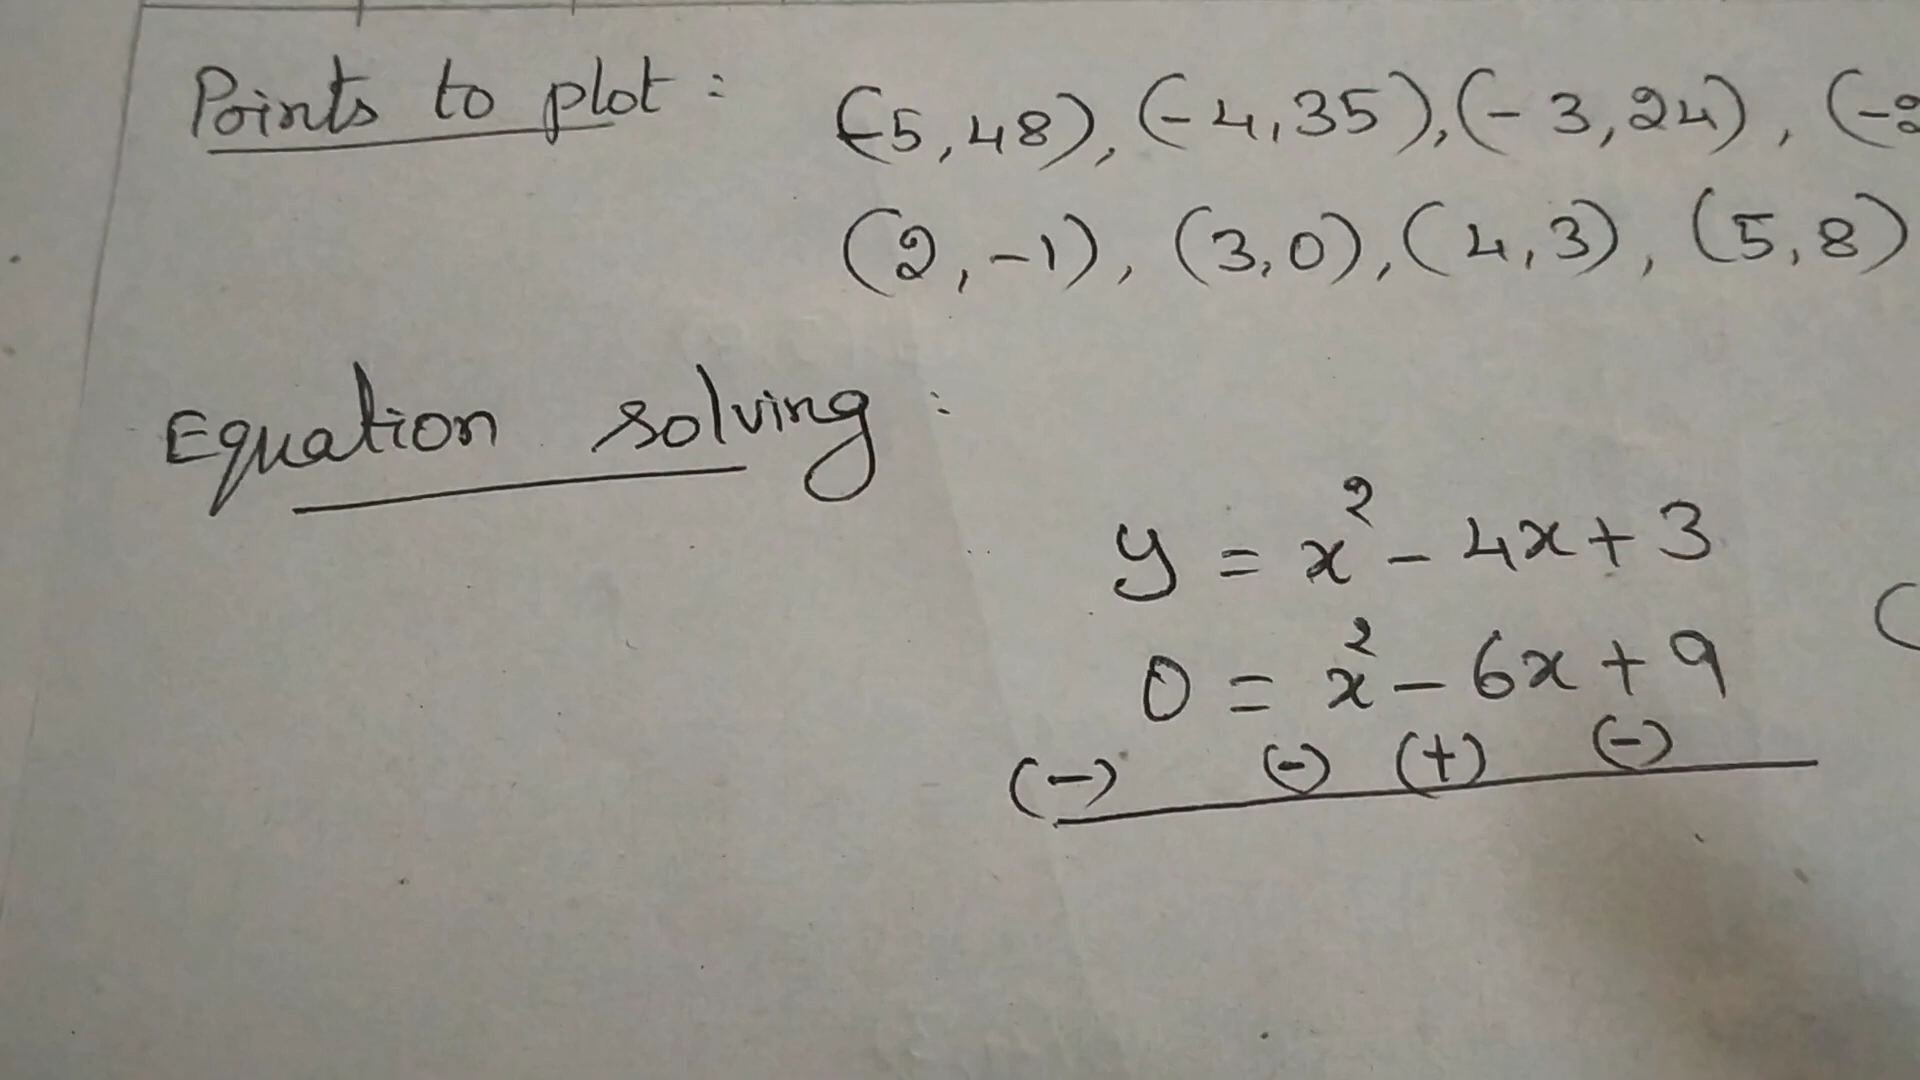 Points to plot : (-5,48), (-4,35), (-3,24), (-2
(2,-1), (3,0), (4,3), (5,8)
Equation solving :
y = x² - 4x + 3
0 = x² - 6x + 9 (
(-) (-) (+) (-)